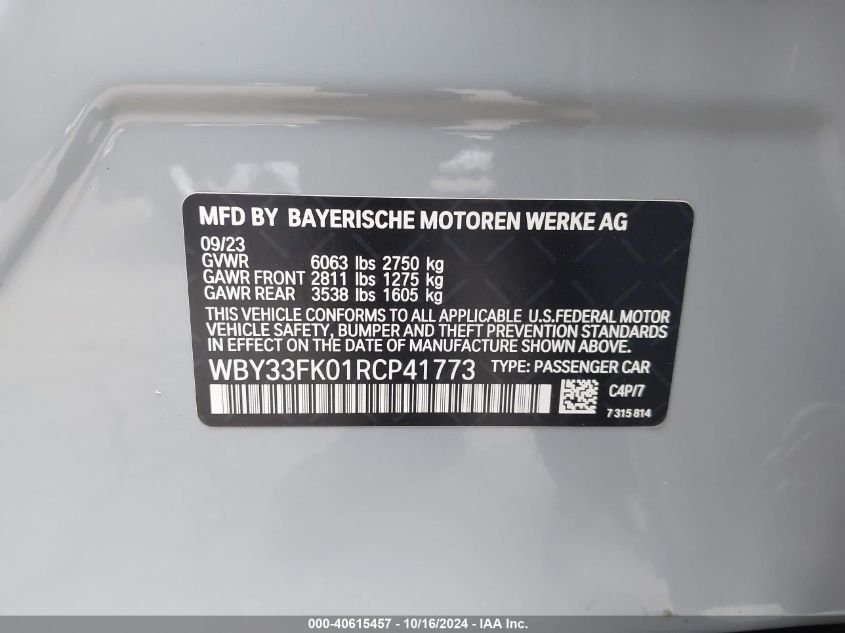 MFD BY BAYERISCHE MOTOREN WERKE AG
09/23
GVWR 6063 lbs 2750 kg
GAWR FRONT 2811 lbs 1275 kg
GAWR REAR 3538 lbs 1605 kg
THIS VEHICLE CONFORMS TO ALL APPLICABLE U.S.FEDERAL MOTOR
VEHICLE SAFETY, BUMPER AND THEFT PREVENTION STANDARDS
IN EFFECT ON THE DATE OF MANUFACTURE SHOWN ABOVE.
WBY33FK01RCP41773 TYPE: PASSENGER CAR
C4P/7
7 315 814
000-40615457 - 10/16/2024 - IAA Inc.